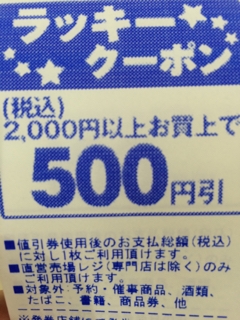 ラッキー
クーポン
(税込)
2,000円以上お買上で
500円引
■値引券使用後のお支払総額(税込)
に対し1枚ご利用頂けます。
■直営売場レジ(専門店は除く)のみ
ご利用頂けます。
■対象外:予約・催事商品、酒類、
たばこ、書籍、商品券、他